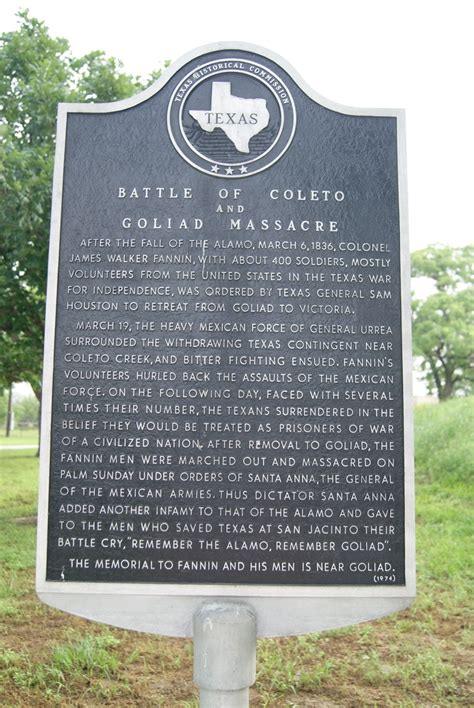 TEXAS HISTORICAL COMMISSION
TEXAS
BATTLE OF COLETO
AND
GOLIAD MASSACRE
AFTER THE FALL OF THE ALAMO, MARCH 6, 1836, COLONEL
JAMES WALKER FANNIN, WITH ABOUT 400 SOLDIERS, MOSTLY
VOLUNTEERS FROM THE UNITED STATES IN THE TEXAS WAR
FOR INDEPENDENCE, WAS ORDERED BY TEXAS GENERAL SAM
HOUSTON TO RETREAT FROM GOLIAD TO VICTORIA.
MARCH 19, THE HEAVY MEXICAN FORCE OF GENERAL URREA
SURROUNDED THE WITHDRAWING TEXAS CONTINGENT NEAR
COLETO CREEK, AND BITTER FIGHTING ENSUED. FANNIN'S
VOLUNTEERS HURLED BACK THE ASSAULTS OF THE MEXICAN
FORCE. ON THE FOLLOWING DAY, FACED WITH SEVERAL
TIMES THEIR NUMBER, THE TEXANS SURRENDERED IN THE
BELIEF THEY WOULD BE TREATED AS PRISONERS OF WAR
OF A CIVILIZED NATION. AFTER REMOVAL TO GOLIAD, THE
FANNIN MEN WERE MARCHED OUT AND MASSACRED ON
PALM SUNDAY UNDER ORDERS OF SANTA ANNA, THE GENERAL
OF THE MEXICAN ARMIES. THUS DICTATOR SANTA ANNA
ADDED ANOTHER INFAMY TO THAT OF THE ALAMO AND GAVE
TO THE MEN WHO SAVED TEXAS AT SAN JACINTO THEIR
BATTLE CRY, "REMEMBER THE ALAMO, REMEMBER GOLIAD".
THE MEMORIAL TO FANNIN AND HIS MEN IS NEAR GOLIAD.
(1974)